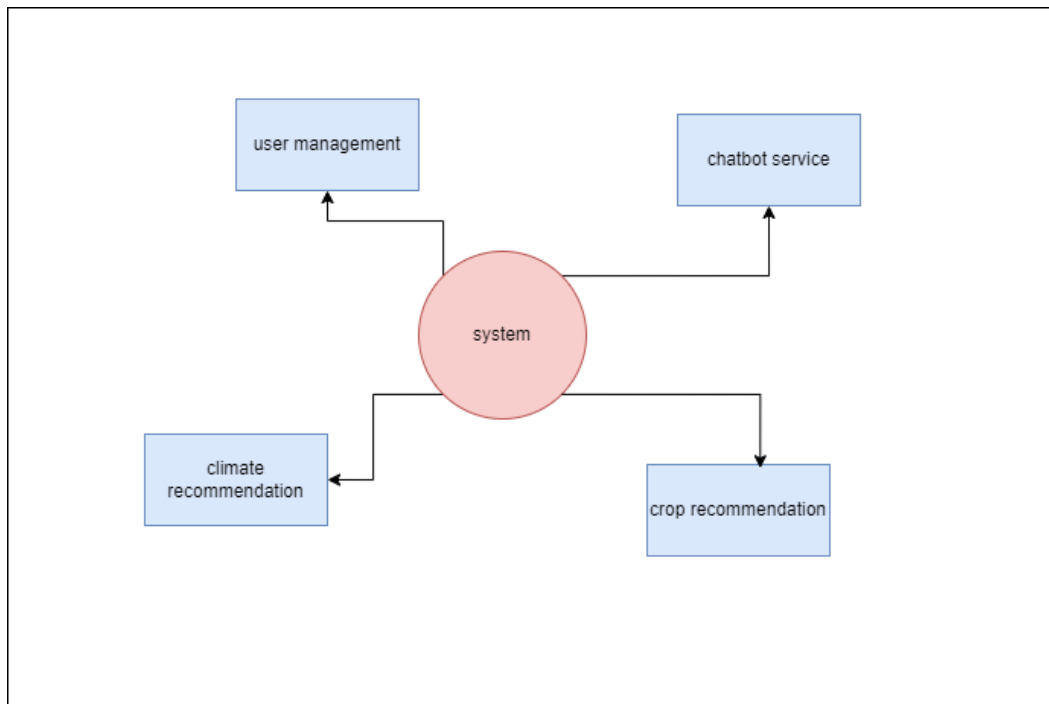 user management
chatbot service
system
climate
recommendation
crop recommendation